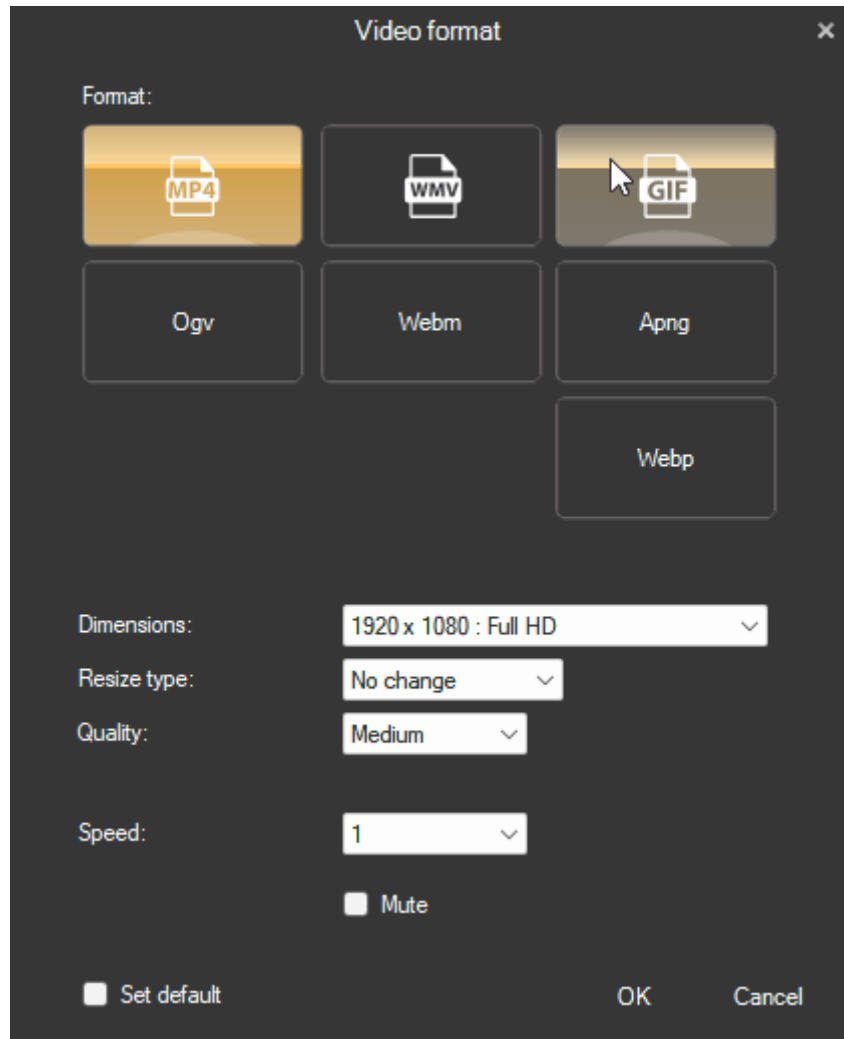 Video format
Format:
MP4 WMV GIF
Ogv Webm Apng
Webp
Dimensions: 1920 x 1080 : Full HD
Resize type: No change
Quality: Medium
Speed: 1
Mute
Set default OK Cancel